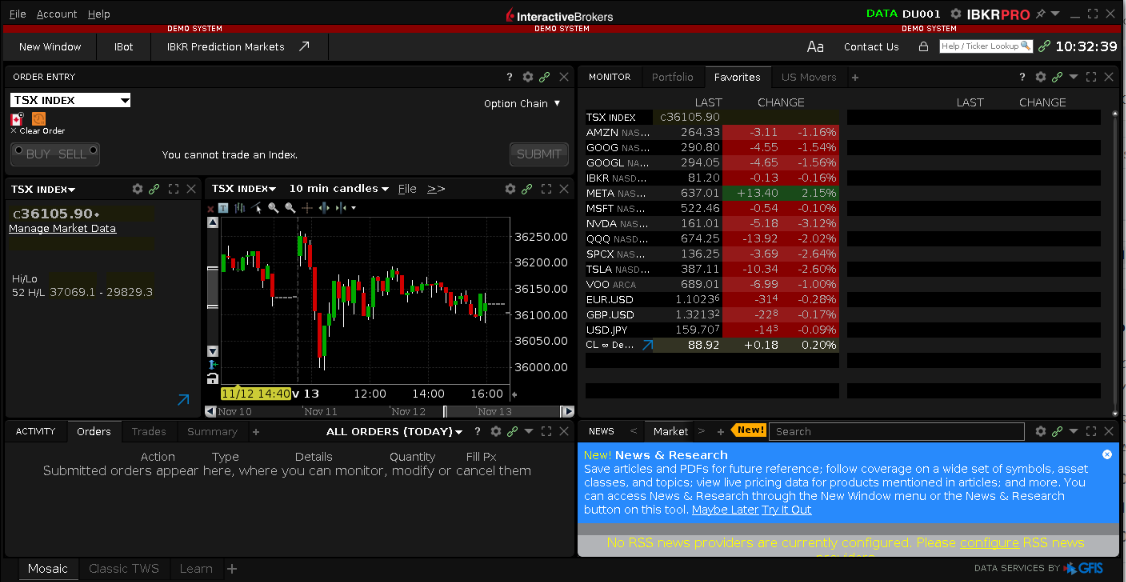 File Account Help
InteractiveBrokers
DATA DU001 IBKRPRO
DEMO SYSTEM DEMO SYSTEM DEMO SYSTEM
New Window IBot IBKR Prediction Markets
Aa Contact Us Help / Ticker Lookup 10:32:39
ORDER ENTRY ?
TSX INDEX
Option Chain
× Clear Order
BUY SELL
You cannot trade an Index.
SUBMIT
TSX INDEX
c36105.90
Manage Market Data
Hi/Lo
52 H/L 37069.1 - 29829.3
TSX INDEX 10 min candles File >>
36250.00
36200.00
36150.00
36100.00
36050.00
36000.00
11/12 14:40 v 13 12:00 14:00 16:00
Nov 10 Nov 11 Nov 12 Nov 13
MONITOR Portfolio Favorites US Movers + ?
LAST CHANGE LAST CHANGE
TSX INDEX c36105.90
AMZN NAS... 264.33 -3.11 -1.16%
GOOG NAS... 290.80 -4.55 -1.54%
GOOGL NA... 294.05 -4.65 -1.56%
IBKR NASD... 81.20 -0.13 -0.16%
META NAS... 637.01 +13.40 2.15%
MSFT NAS... 522.46 -0.54 -0.10%
NVDA NAS... 161.01 -5.18 -3.12%
QQQ NASD... 674.25 -13.92 -2.02%
SPCX NAS... 136.25 -3.69 -2.64%
TSLA NASD... 387.11 -10.34 -2.60%
VOO ARCA 689.01 -6.99 -1.00%
EUR.USD 1.1023⁶ -31⁴ -0.28%
GBP.USD 1.3213² -22⁸ -0.17%
USD.JPY 159.70⁷ -14⁵ -0.09%
CL ∞ De... 88.92 +0.18 0.20%
ACTIVITY Orders Trades Summary + ALL ORDERS (TODAY) ?
Action Type Details Quantity Fill Px
Submitted orders appear here, where you can monitor, modify or cancel them
NEWS < Market > + New! Search
New! News & Research
Save articles and PDFs for future reference; follow coverage on a wide set of symbols, asset
classes, and topics; view live pricing data for products mentioned in articles; and more. You
can access News & Research through the New Window menu or the News & Research
button on this tool. Maybe Later Try it Out
No RSS news providers are currently configured. Please configure RSS news
Mosaic Classic TWS Learn +
DATA SERVICES BY GFIS